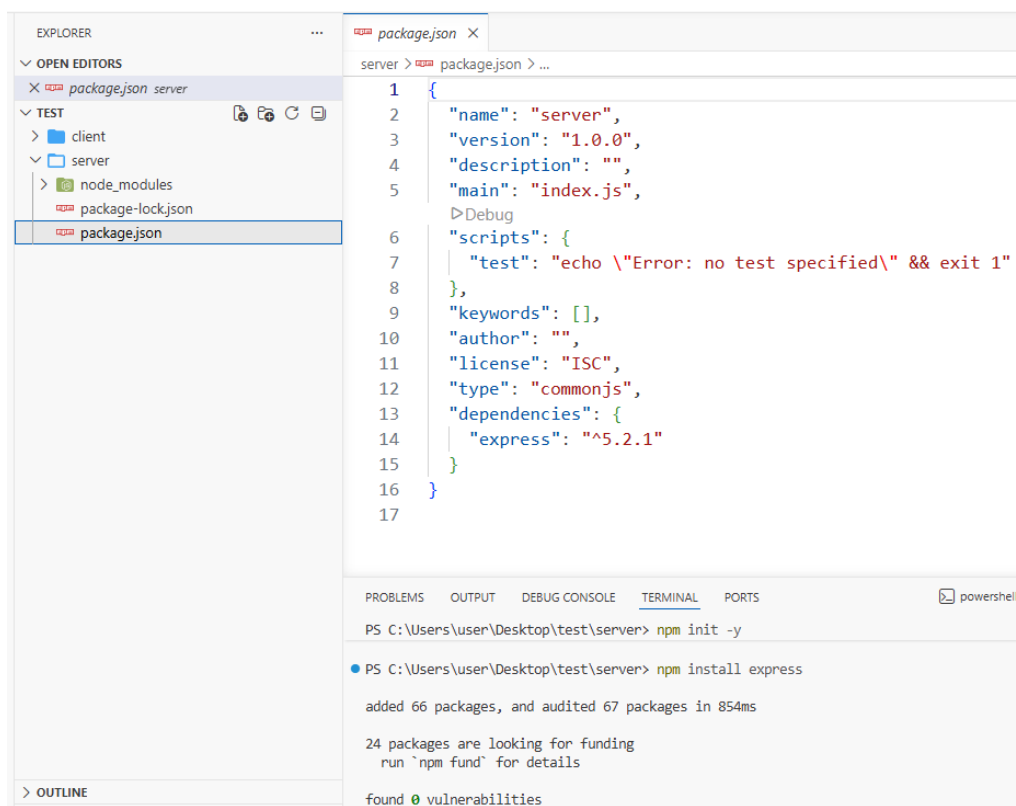 EXPLORER
OPEN EDITORS
package.json server
TEST
client
server
node_modules
package-lock.json
package.json
package.json
server > package.json > ...
1 {
2 "name": "server",
3 "version": "1.0.0",
4 "description": "",
5 "main": "index.js",
Debug
6 "scripts": {
7 "test": "echo \"Error: no test specified\" && exit 1"
8 },
9 "keywords": [],
10 "author": "",
11 "license": "ISC",
12 "type": "commonjs",
13 "dependencies": {
14 "express": "^5.2.1"
15 }
16 }
17
PROBLEMS OUTPUT DEBUG CONSOLE TERMINAL PORTS powershell
PS C:\Users\user\Desktop\test\server> npm init -y
PS C:\Users\user\Desktop\test\server> npm install express
added 66 packages, and audited 67 packages in 854ms
24 packages are looking for funding
run `npm fund` for details
found 0 vulnerabilities
OUTLINE